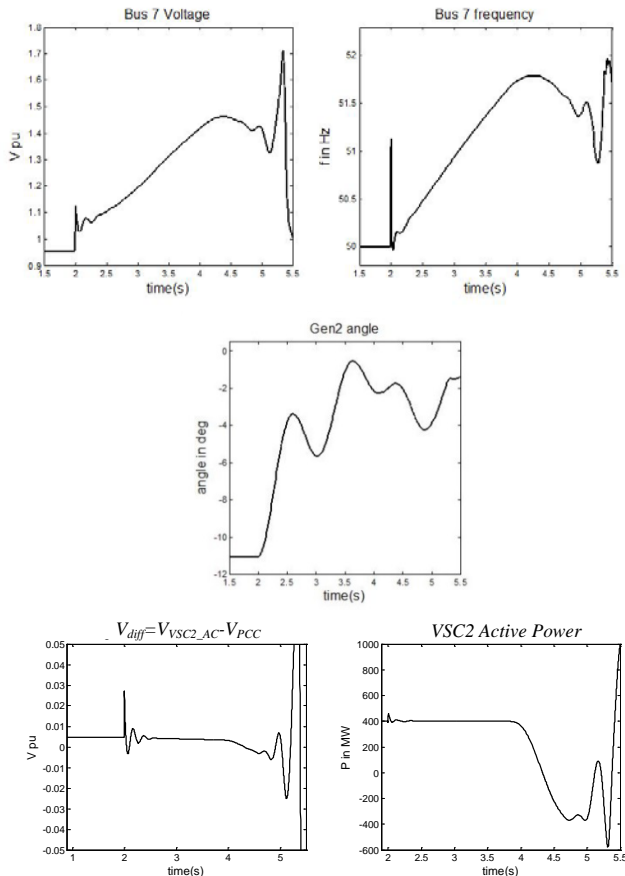 Bus 7 Voltage
V pu
1.8
1.7
1.6
1.5
1.4
1.3
1.2
1.1
1
0.9
1.5 2 2.5 3 3.5 4 4.5 5 5.5
time(s)
Bus 7 frequency
f in Hz
52
51.5
51
50.5
50
1.5 2 2.5 3 3.5 4 4.5 5 5.5
time(s)
Gen2 angle
angle in deg
0
-2
-4
-6
-8
-10
-12
1.5 2 2.5 3 3.5 4 4.5 5 5.5
time(s)
V_diff=V_VSC2_AC-V_PCC
V pu
0.05
0.04
0.03
0.02
0.01
0
-0.01
-0.02
-0.03
-0.04
-0.05
1 2 3 4 5
time(s)
VSC2 Active Power
P in MW
1000
800
600
400
200
0
-200
-400
-600
1.5 2 2.5 3 3.5 4 4.5 5 5.5
time(s)